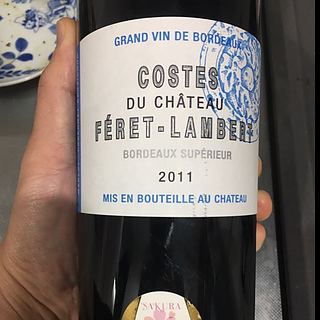 GRAND VIN DE BORDEAUX
COSTES
DU CHÂTEAU
FÉRET-LAMBERT
BORDEAUX SUPÉRIEUR
2011
MIS EN BOUTEILLE AU CHATEAU
SAKURA